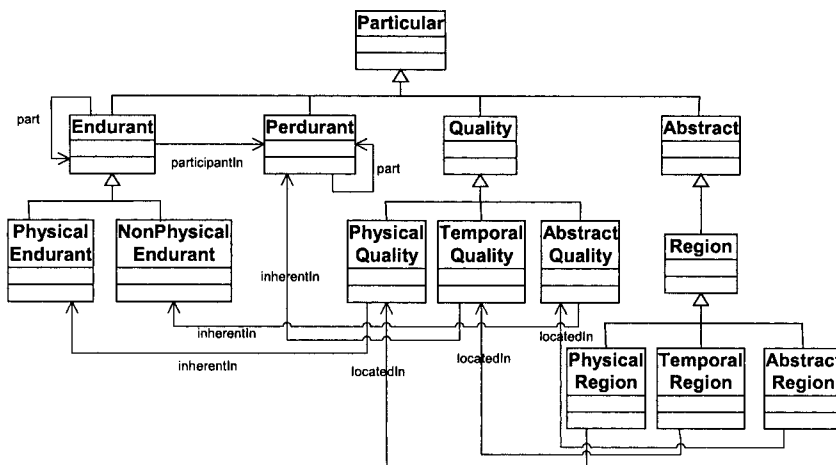 Particular
part
Endurant
Perdurant
Quality
Abstract
participantIn
part
Physical
Endurant
NonPhysical
Endurant
Physical
Quality
Temporal
Quality
Abstract
Quality
Region
inherentIn
inherentIn
locatedIn
inherentIn
locatedIn
locatedIn
Physical
Region
Temporal
Region
Abstract
Region